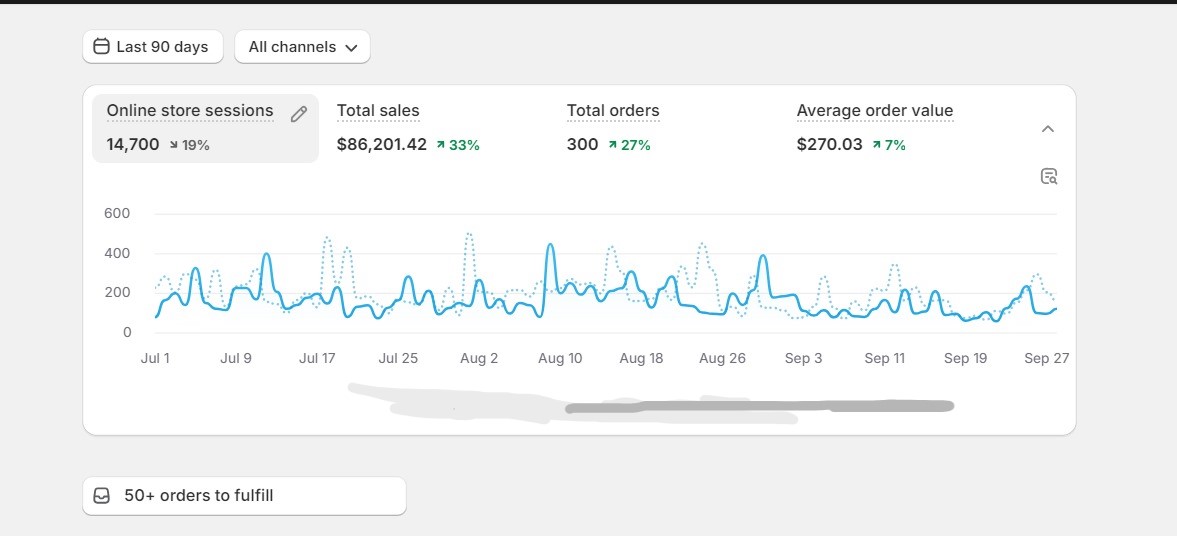 Last 90 days All channels
Online store sessions Total sales Total orders Average order value
14,700 19% $86,201.42 33% 300 27% $270.03 7%
600
400
200
0
Jul 1 Jul 9 Jul 17 Jul 25 Aug 2 Aug 10 Aug 18 Aug 26 Sep 3 Sep 11 Sep 19 Sep 27
50+ orders to fulfill